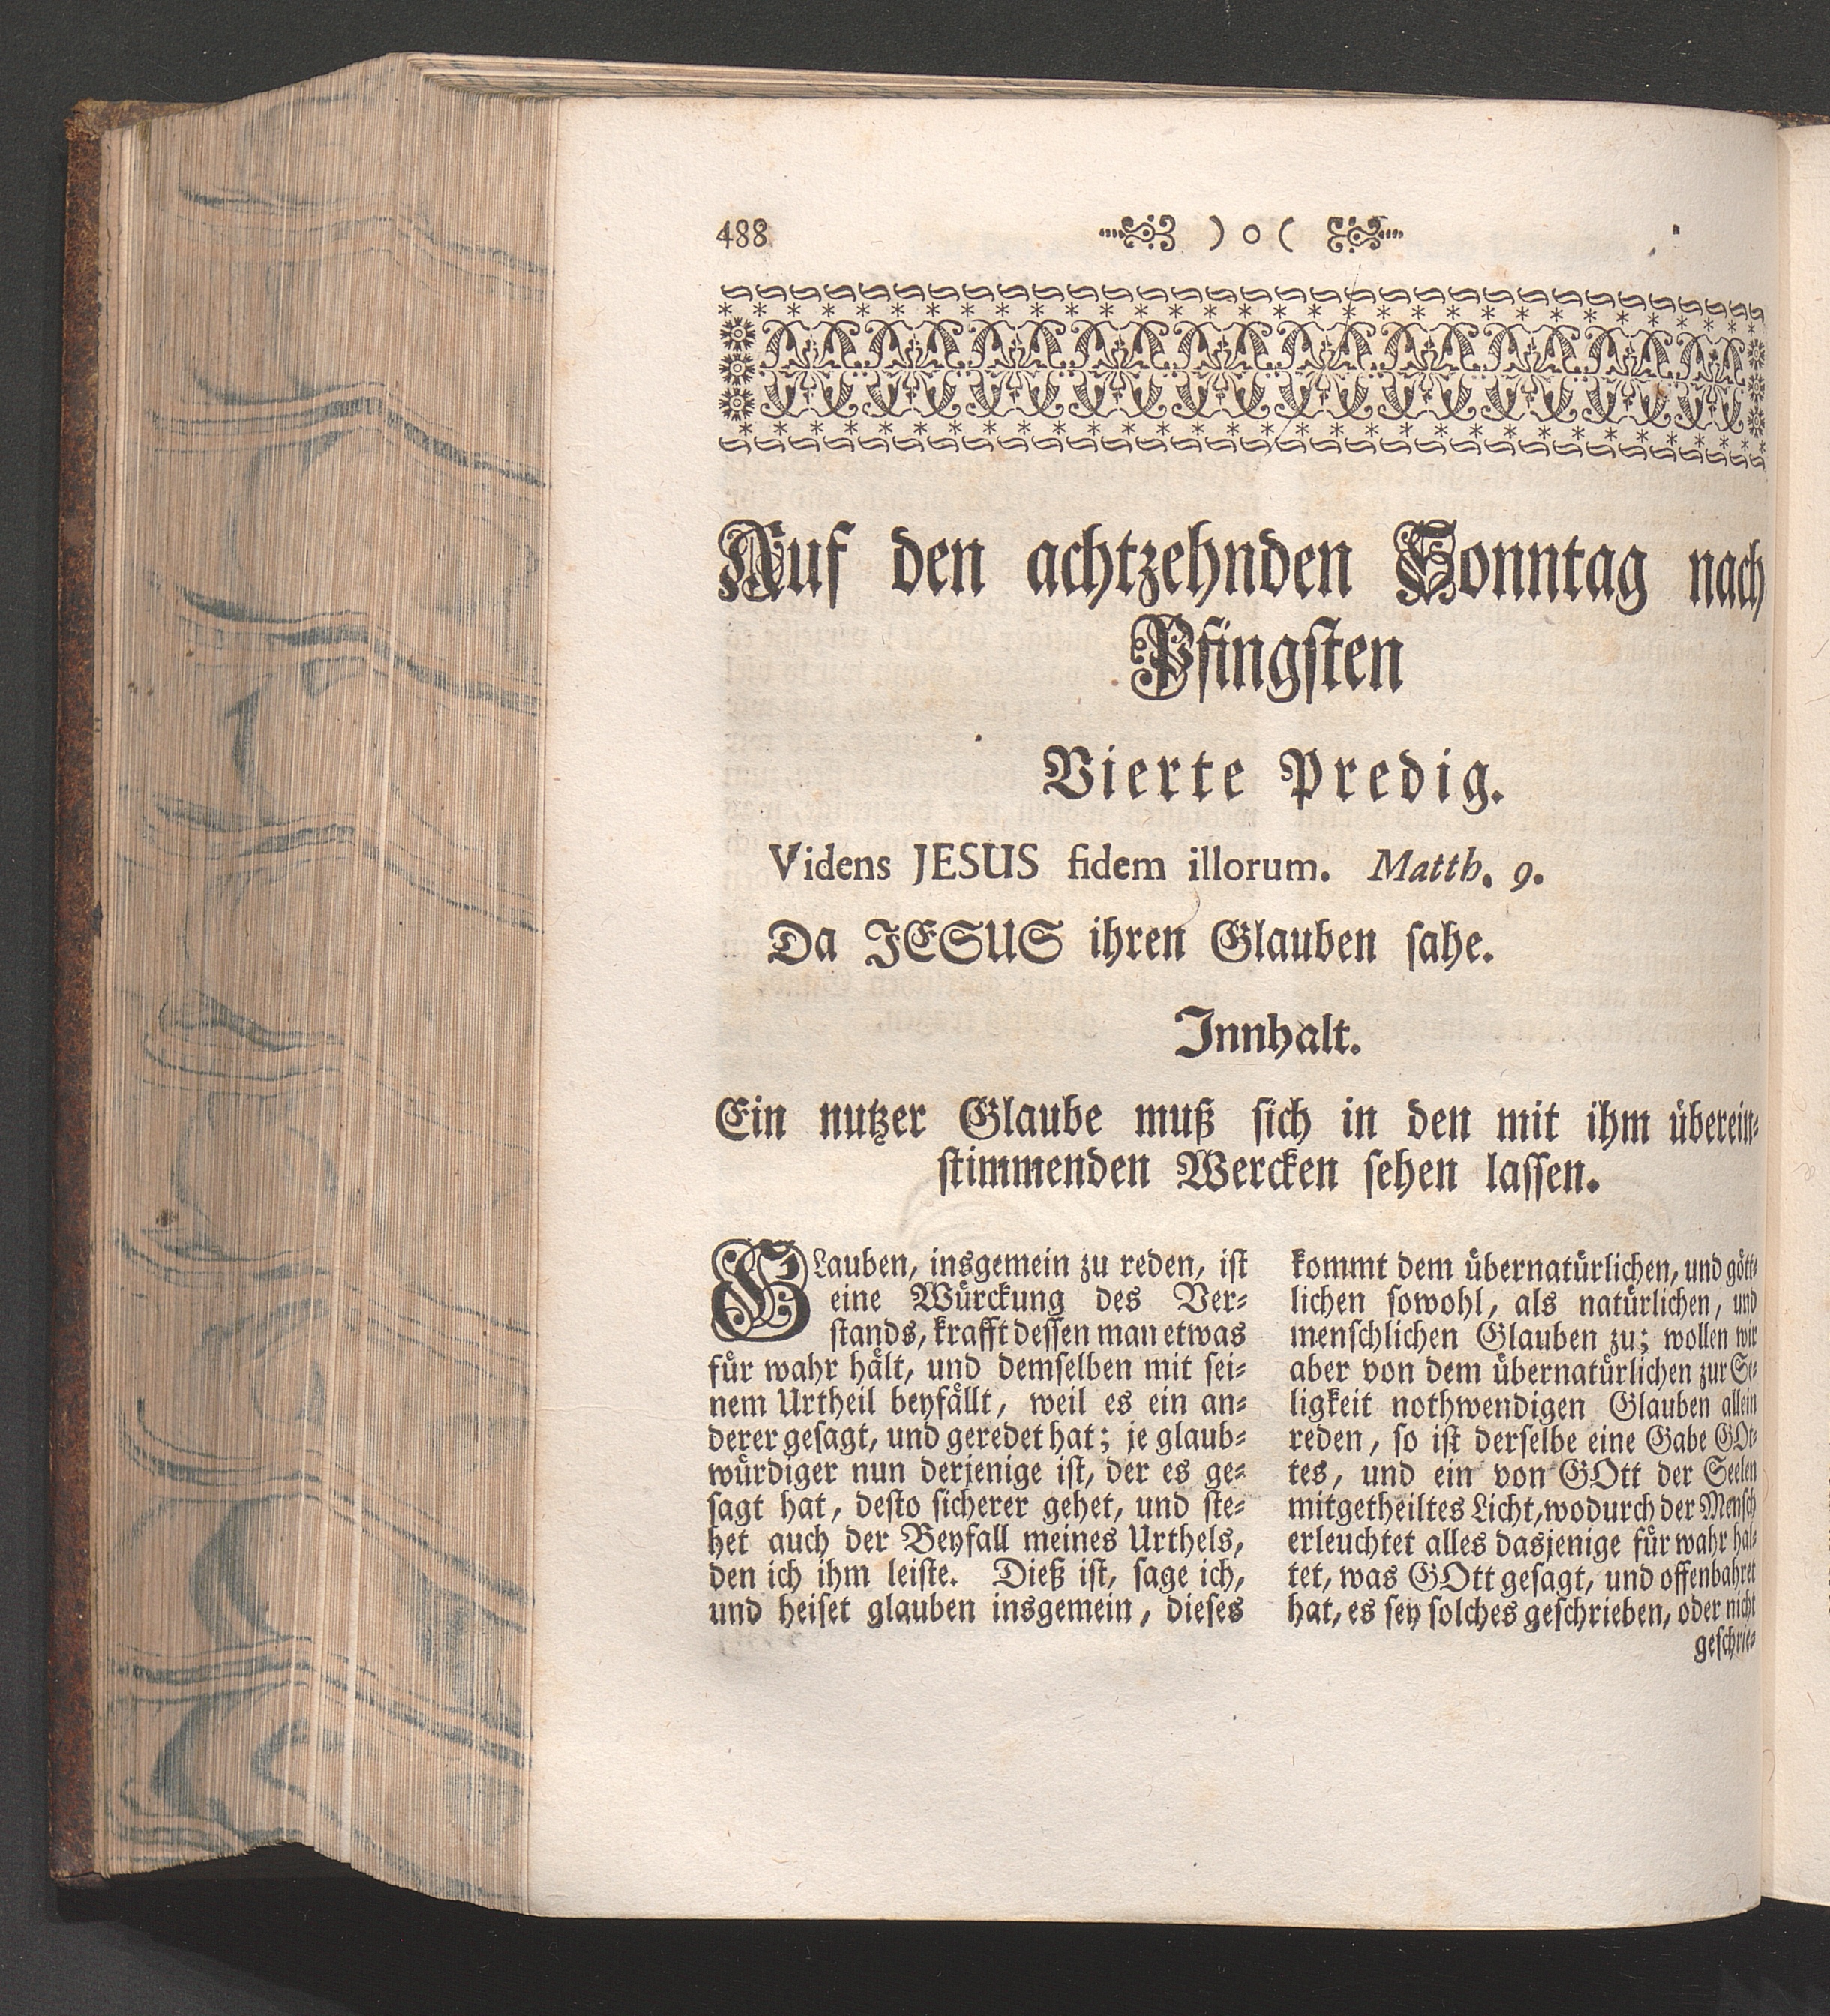 488 ) o (
Auf den achtzehnden Sonntag nach
Pfingsten
Vierte Predig.
Videns JESUS fidem illorum. Matth. 9.
Da JESUS ihren Glauben sahe.
Innhalt.
Ein nutzer Glaube muß sich in den mit ihm überein-
stimmenden Wercken sehen lassen.
GLauben, insgemein zu reden, ist
eine Würckung des Ver-
stands, krafft dessen man etwas
für wahr hält, und demselben mit sei-
nem Urtheil beyfällt, weil es ein an-
derer gesagt, und geredet hat; je glaub-
würdiger nun derjenige ist, der es ge-
sagt hat, desto sicherer gehet, und ste-
het auch der Beyfall meines Urthels,
den ich ihm leiste. Dieß ist, sage ich,
und heiset glauben insgemein, dieses
kommt dem übernatürlichen, und gött-
lichen sowohl, als natürlichen, und
menschlichen Glauben zu; wollen wir
aber von dem übernatürlichen zur Se-
ligkeit nothwendigen Glauben allein
reden, so ist derselbe eine Gabe GOt-
tes, und ein von GOtt der Seelen
mitgetheiltes Licht, wodurch der Mensch
erleuchtet alles dasjenige für wahr hal-
tet, was GOtt gesagt, und offenbahret
hat, es sey solches geschrieben, oder nicht
geschrie-